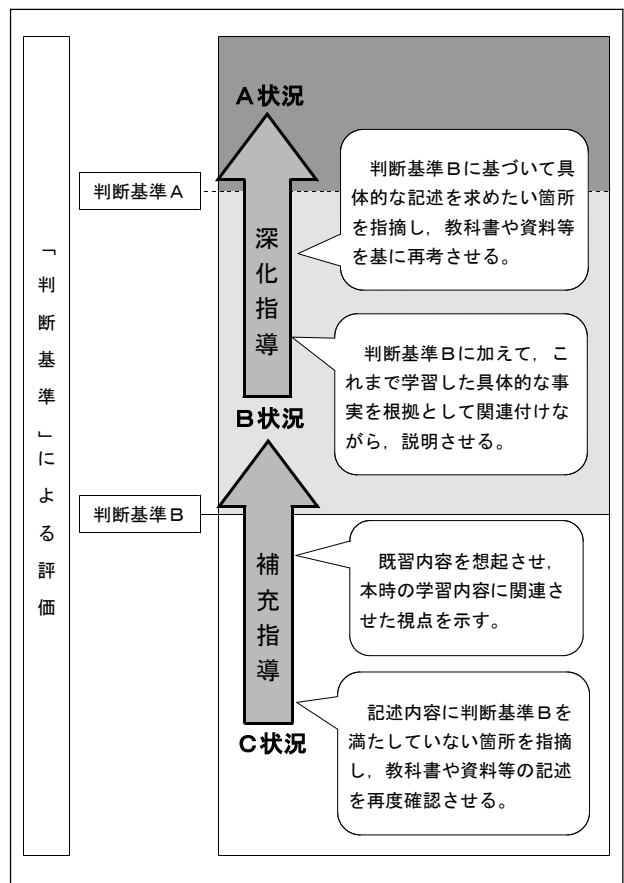 「判断基準」による評価
A状況
判断基準A
判断基準Bに基づいて具
体的な記述を求めたい箇所
を指摘し，教科書や資料等
を基に再考させる。
深化指導
判断基準Bに加えて，こ
れまで学習した具体的な事
実を根拠として関連付けな
がら，説明させる。
B状況
判断基準B
補充指導
既習内容を想起させ，
本時の学習内容に関連さ
せた視点を示す。
記述内容に判断基準Bを
満たしていない箇所を指摘
し，教科書や資料等の記述
を再度確認させる。
C状況